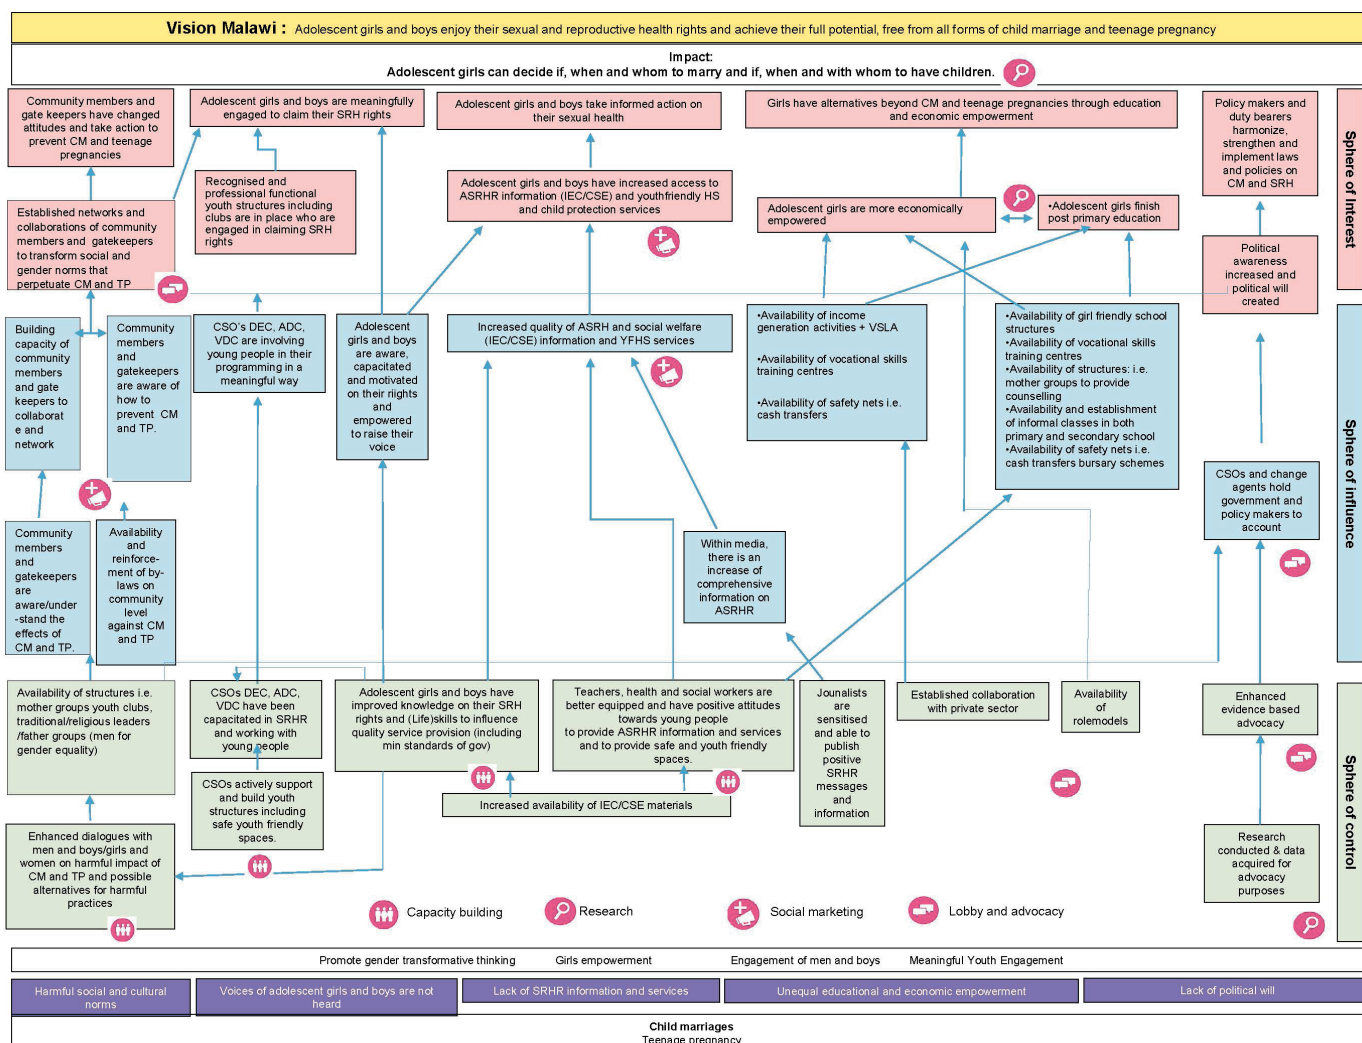 Vision Malawi : Adolescent girls and boys enjoy their sexual and reproductive health rights and achieve their full potential, free from all forms of child marriage and teenage pregnancy
Impact:
Adolescent girls can decide if, when and whom to marry and if, when and with whom to have children.
Community members and
gate keepers have changed
attitudes and take action to
prevent CM and teenage
pregnancies
Adolescent girls and boys are meaningfully
engaged to claim their SRH rights
Adolescent girls and boys take informed action on
their sexual health
Girls have alternatives beyond CM and teenage pregnancies through education
and economic empowerment
Policy makers and
duty bearers
harmonize,
strengthen and
implement laws
and policies on
CM and SRH
Sphere of Interest
Recognised and
professional functional
youth structures including
clubs are in place who are
engaged in claiming SRH
rights
Adolescent girls and boys have increased access to
ASRHR information (IEC/CSE) and youthfriendly HS
and child protection services
Established networks and
collaborations of community
members and gatekeepers
to transform social and
gender norms that
perpetuate CM and TP
Adolescent girls are more economically
empowered
•Adolescent girls finish
post primary education
Political
awareness
increased and
political will
created
Building
capacity of
community
members
and gate
keepers to
collaborat
e and
network
Community
members
and
gatekeepers
are aware of
how to
prevent CM
and TP.
CSO's DEC, ADC,
VDC are involving
young people in their
programming in a
meaningful way
Adolescent
girls and boys
are aware,
capacitated
and motivated
on their riights
and
empowered
to raise their
voice
Increased quality of ASRH and social welfare
(IEC/CSE) information and YFHS services
•Availability of income
generation activities + VSLA
•Availability of vocational skills
training centres
•Availability of safety nets i.e.
cash transfers
•Availability of girl friendly school
structures
•Availability of vocational skills
training centres
•Availability of structures: i.e.
mother groups to provide
counselling
•Availability and establishment
of informal classes in both
primary and secondary school
•Availability of safety nets i.e.
cash transfers bursary schemes
Sphere of influence
CSOs and change
agents hold
government and
policy makers to
account
Community
members
and
gatekeepers
are
aware/under
-stand the
effects of
CM and TP.
Availability
and
reinforce-
ment of by-
laws on
community
level
against CM
and TP
Within media,
there is an
increase of
comprehensive
information on
ASRHR
Availability of structures i.e.
mother groups youth clubs,
traditional/religious leaders
/father groups (men for
gender equality)
CSOs DEC, ADC,
VDC have been
capacitated in SRHR
and working with
young people
Adolescent girls and boys have
improved knowledge on their SRH
rights and (Life)skills to influence
quality service provision (including
min standards of gov)
Teachers, health and social workers are
better equipped and have positive attitudes
towards young people
to provide ASRHR information and services
and to provide safe and youth friendly
spaces.
Jounalists
are
sensitised
and able to
publish
positive
SRHR
messages
and
information
Established collaboration
with private sector
Availability
of rolemodels
Enhanced
evidence based
advocacy
Sphere of control
CSOs actively support
and build youth
structures including
safe youth friendly
spaces.
Increased availability of IEC/CSE materials
Enhanced dialogues with
men and boys/girls and
women on harmful impact of
CM and TP and possible
alternatives for harmful
practices
Research
conducted & data
acquired for
advocacy
purposes
Capacity building
Research
Social marketing
Lobby and advocacy
Promote gender transformative thinking Girls empowerment Engagement of men and boys Meaningful Youth Engagement
Harmful social and cultural
norms
Voices of adolescent girls and boys are not
heard
Lack of SRHR information and services
Unequal educational and economic empowerment
Lack of political will
Child marriages
Teenage pregnancy